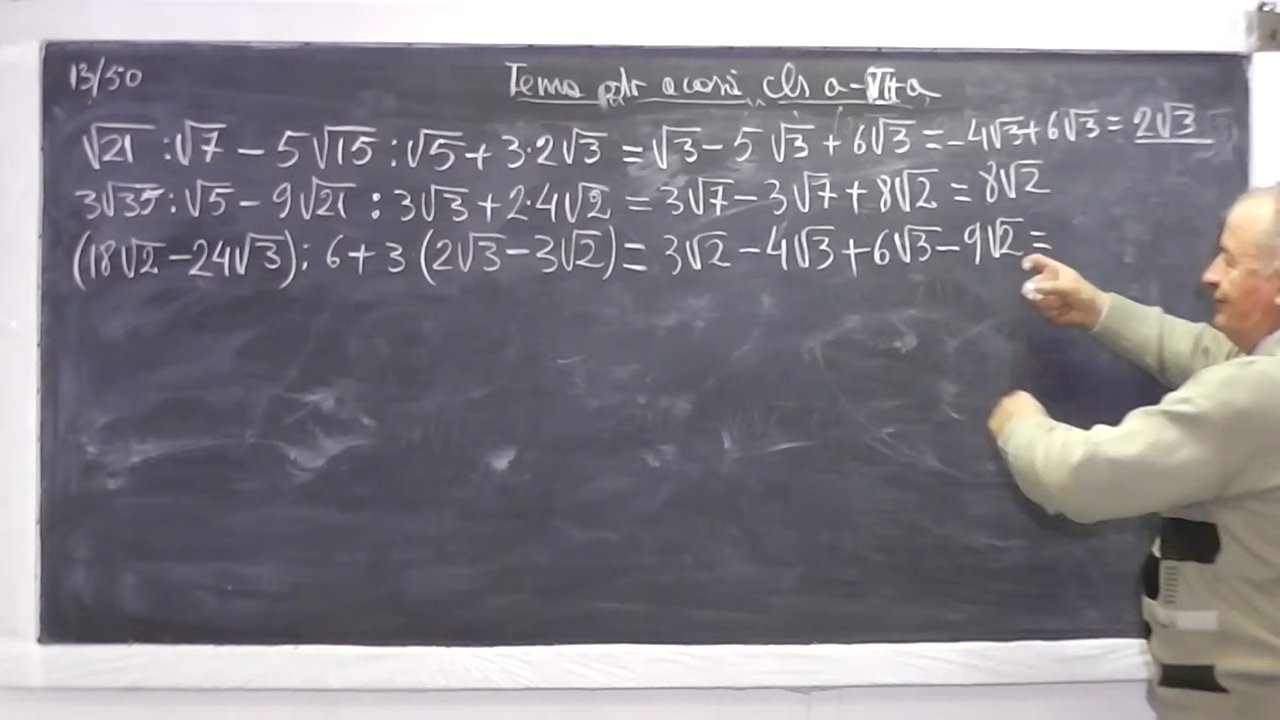 13/50
Tema ptr acasă, cls a-VII-a
√21 : √7 - 5√15 : √5 + 3·2√3 = √3 - 5√3 + 6√3 = -4√3 + 6√3 = 2√3
3√35 : √5 - 9√21 : 3√3 + 2·4√2 = 3√7 - 3√7 + 8√2 = 8√2
(18√2 - 24√3) : 6 + 3 (2√3 - 3√2) = 3√2 - 4√3 + 6√3 - 9√2 =